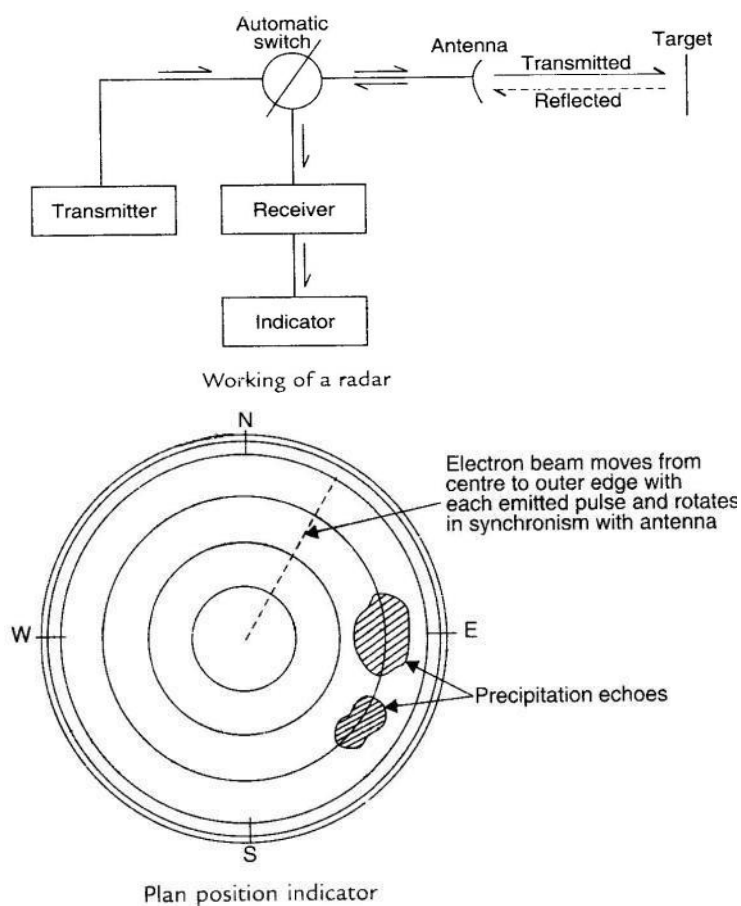 Automatic
switch
Antenna
Target
Transmitted
Reflected
Transmitter
Receiver
Indicator
Working of a radar
N
Electron beam moves from
centre to outer edge with
each emitted pulse and rotates
in synchronism with antenna
W
E
Precipitation echoes
S
Plan position indicator